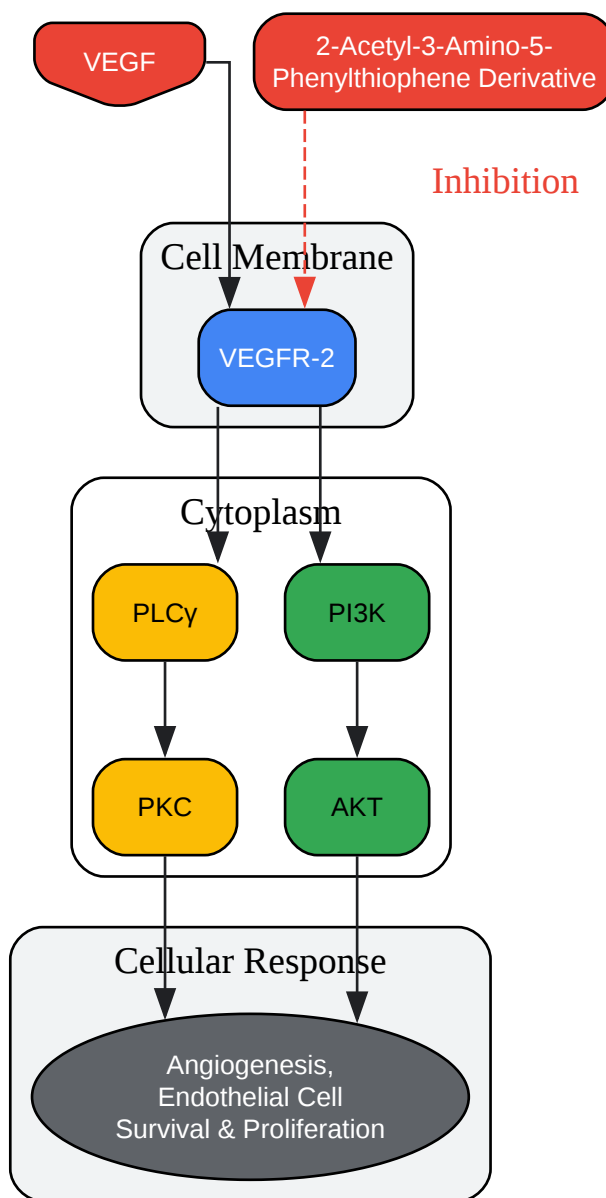 VEGF
2-Acetyl-3-Amino-5-
Phenylthiophene Derivative
Inhibition
Cell Membrane
VEGFR-2
Cytoplasm
PLCγ
PI3K
PKC
AKT
Cellular Response
Angiogenesis,
Endothelial Cell
Survival & Proliferation